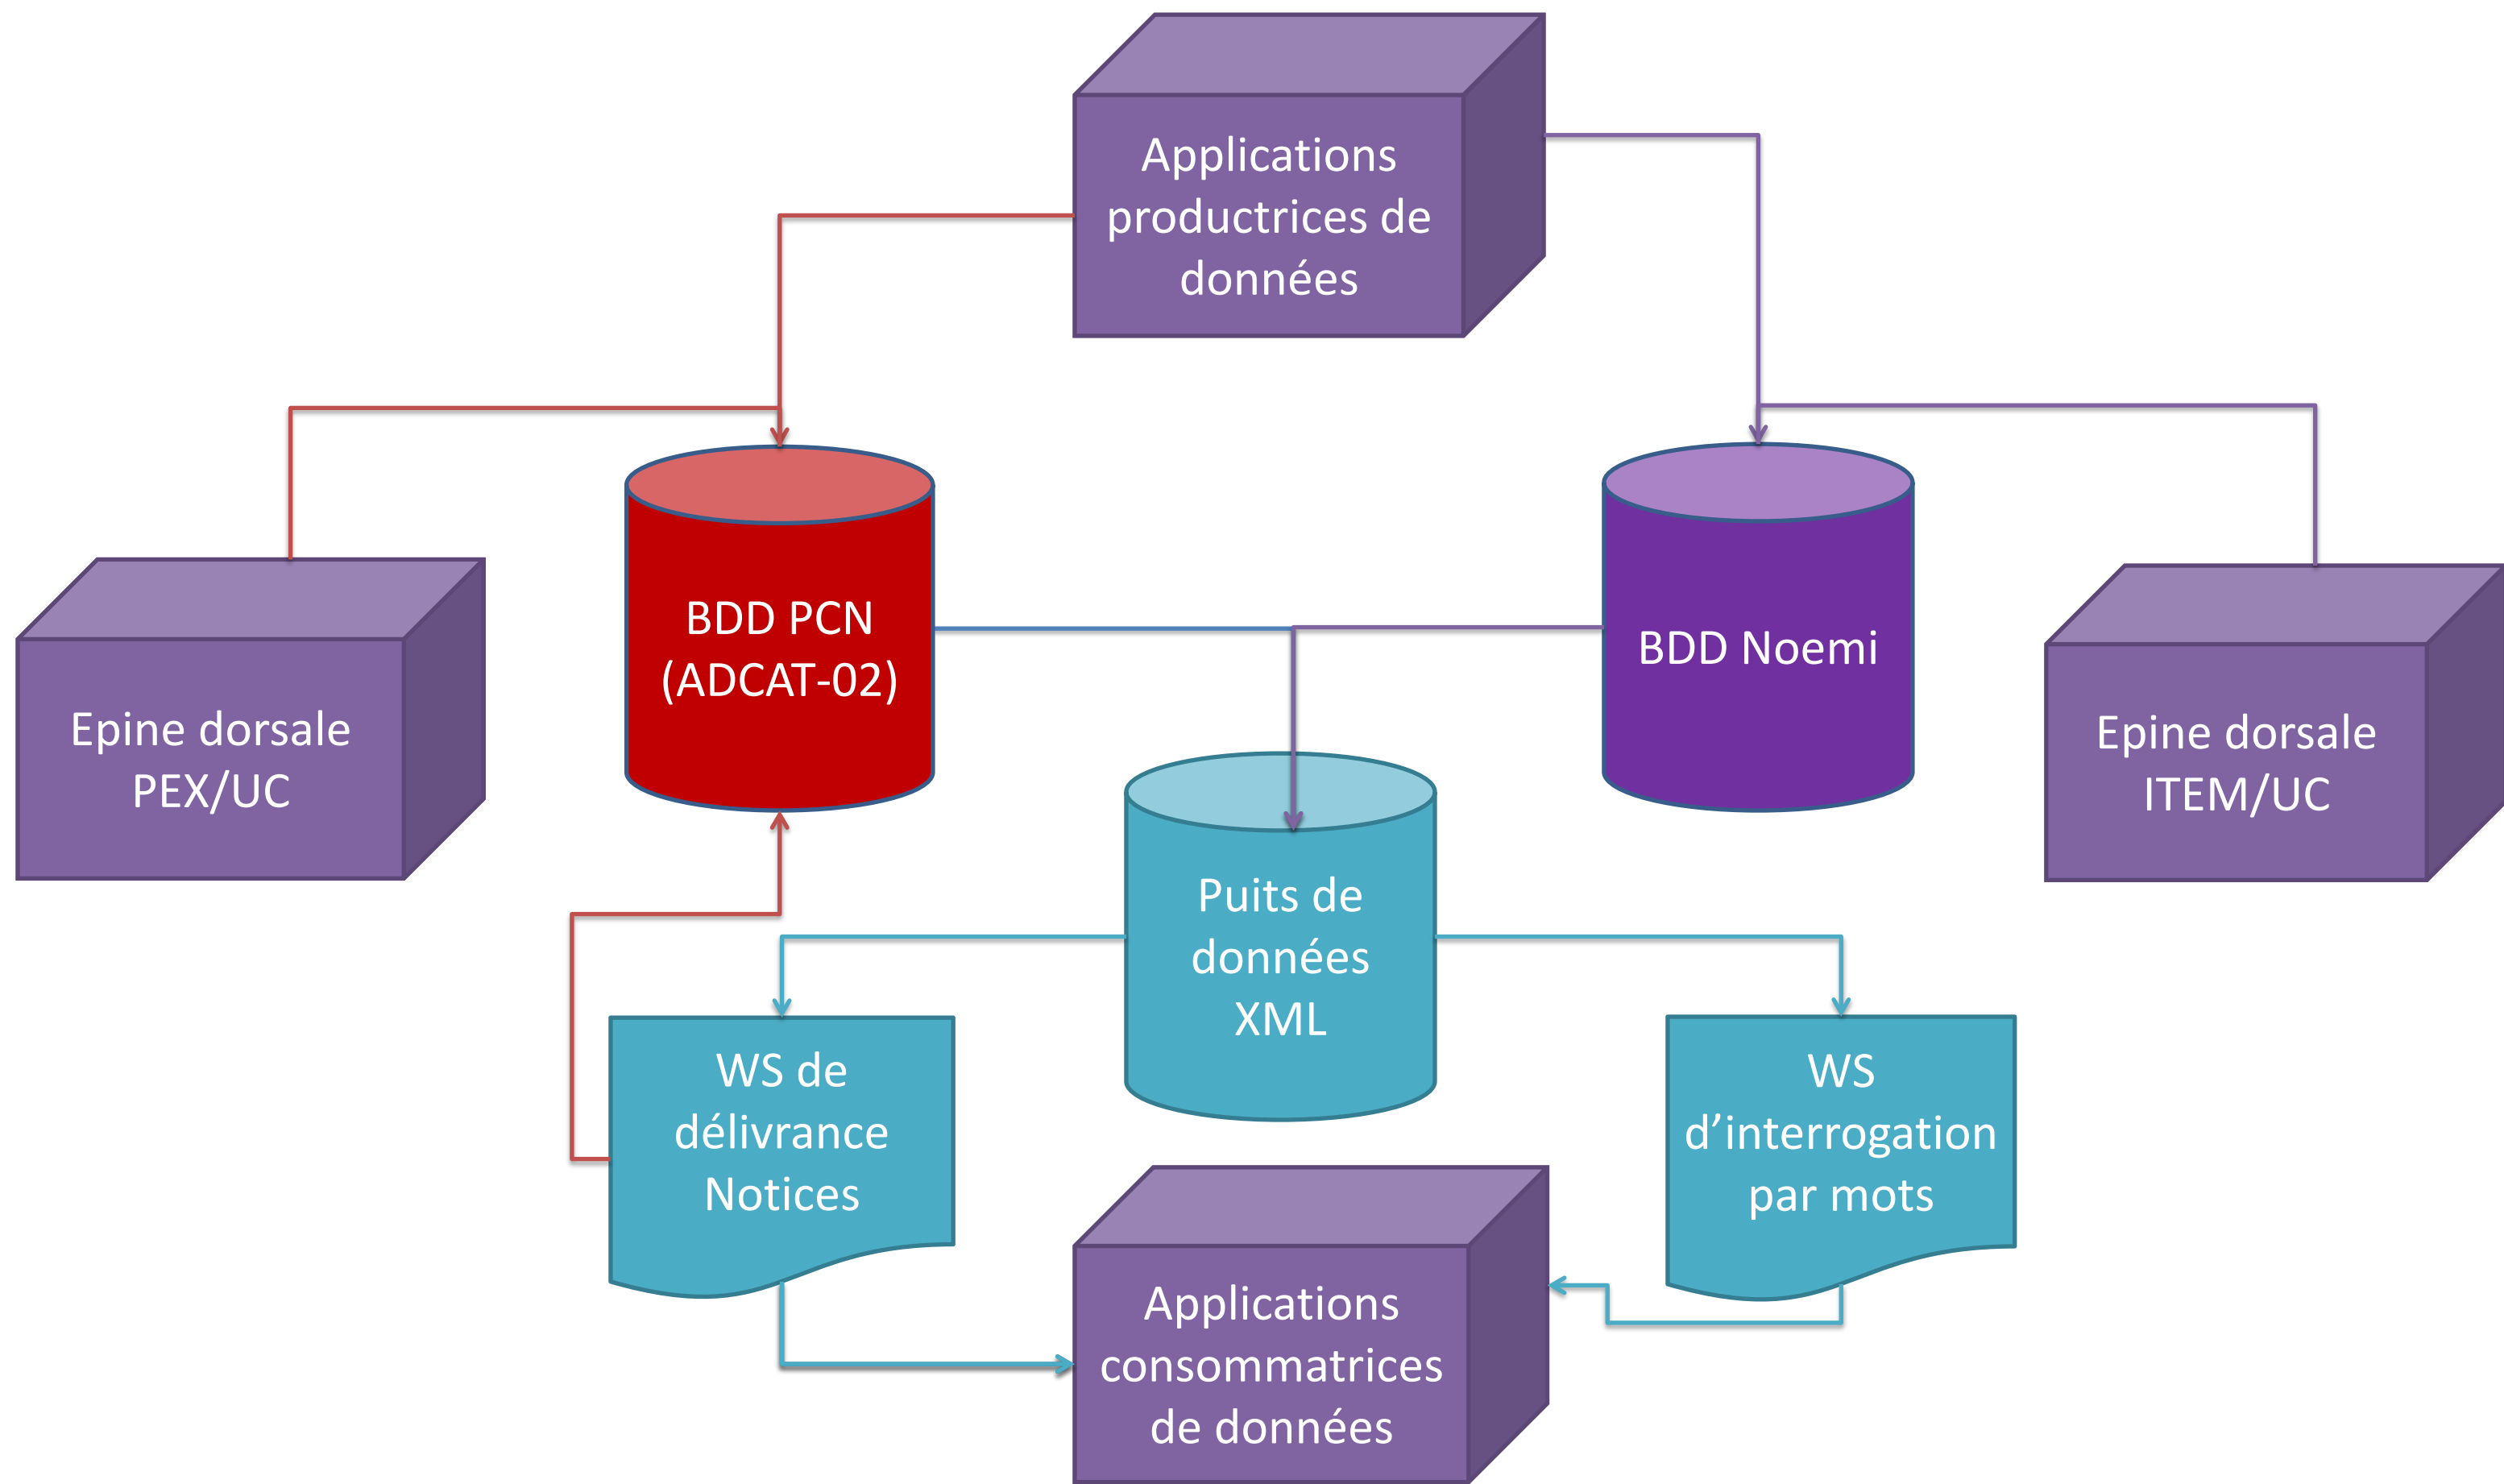 Applications
productrices de
données
BDD PCN
(ADCAT-02)
BDD Noemi
Epine dorsale
PEX/UC
Epine dorsale
ITEM/UC
Puits de
données
XML
WS de
délivrance
Notices
WS
d’interrogation
par mots
Applications
consommatrices
de données